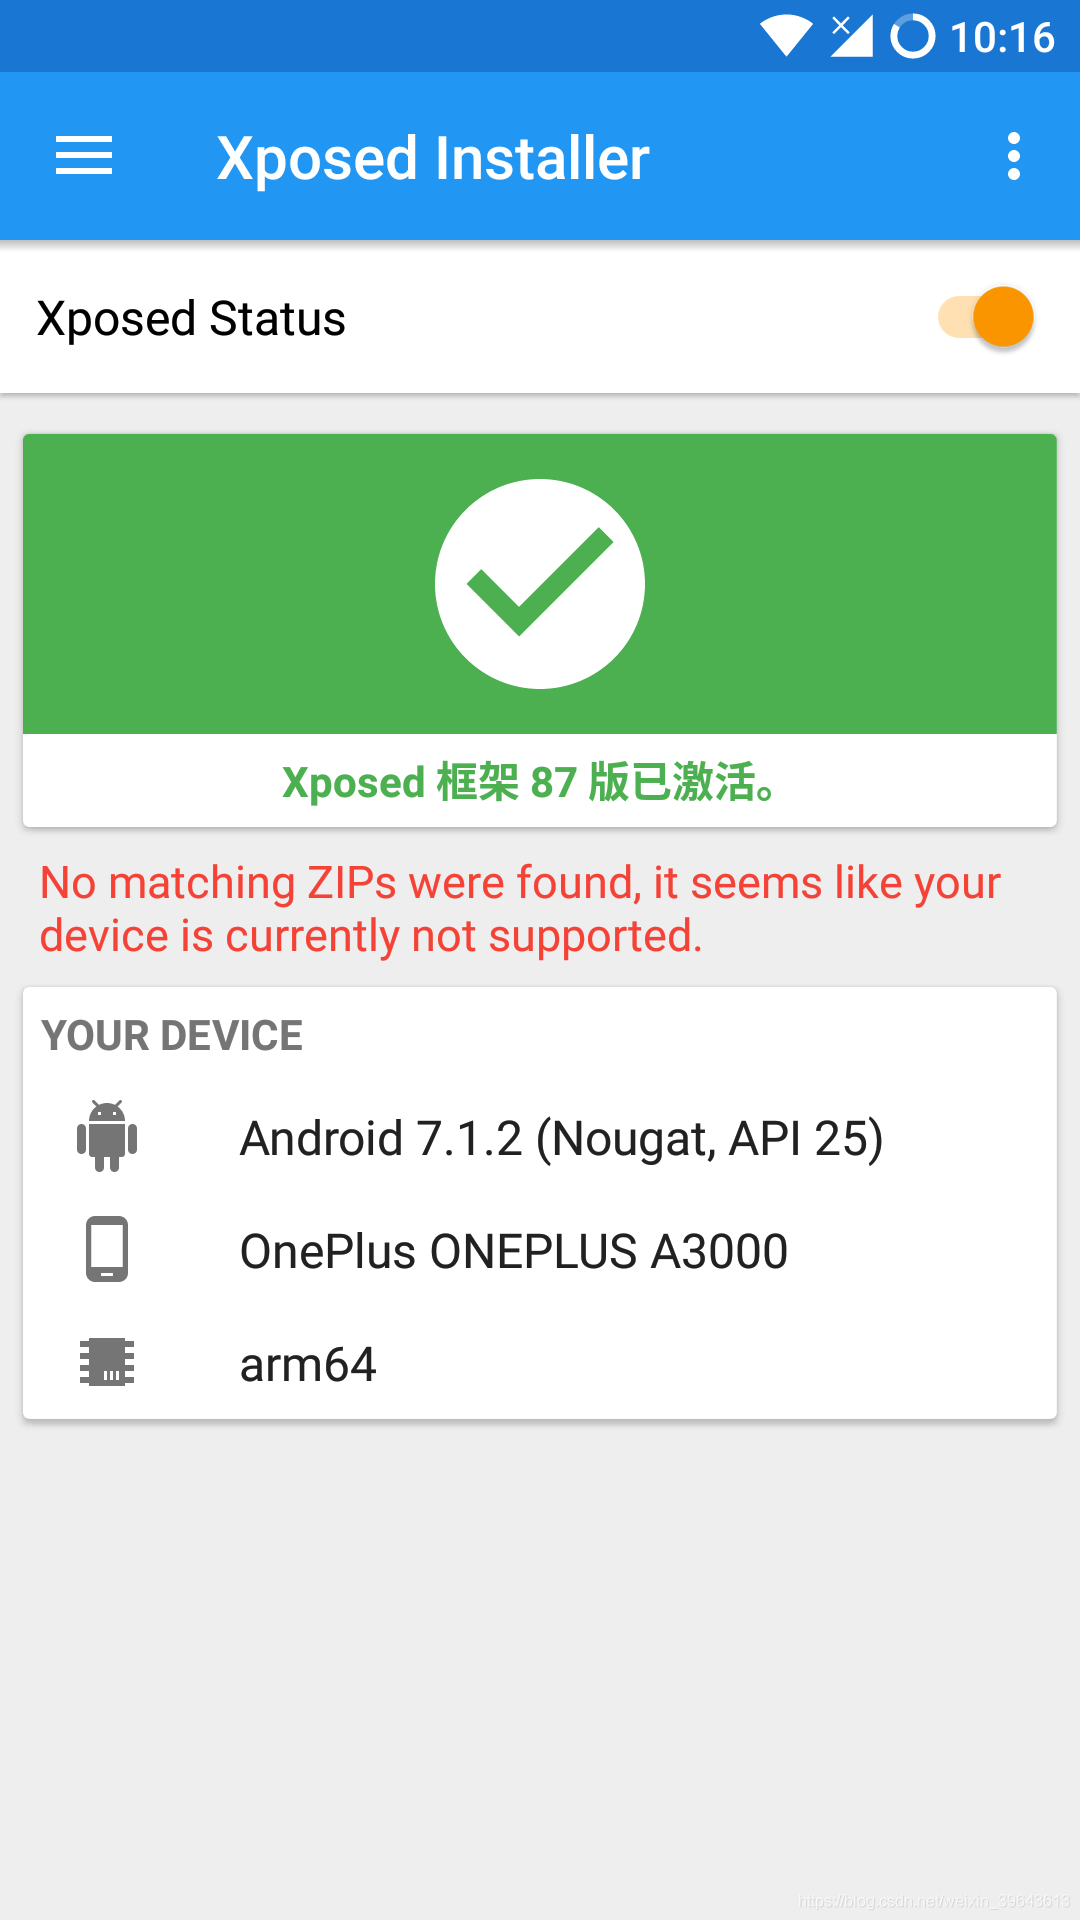 10:16
Xposed Installer
Xposed Status
Xposed 框架 87 版已激活。
No matching ZIPs were found, it seems like your
device is currently not supported.
YOUR DEVICE
Android 7.1.2 (Nougat, API 25)
OnePlus ONEPLUS A3000
arm64
https://blog.csdn.net/weixin_39643613